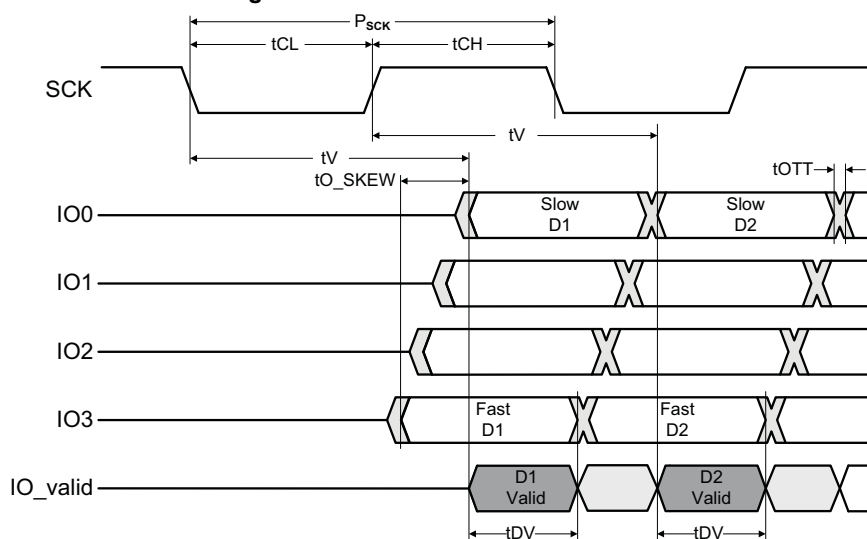 P SCK
tCL tCH
SCK
tV
tV
tO_SKEW tOTT
IO0 Slow D1 Slow D2
IO1
IO2
IO3 Fast D1 Fast D2
IO_valid D1 Valid D2 Valid
tDV tDV